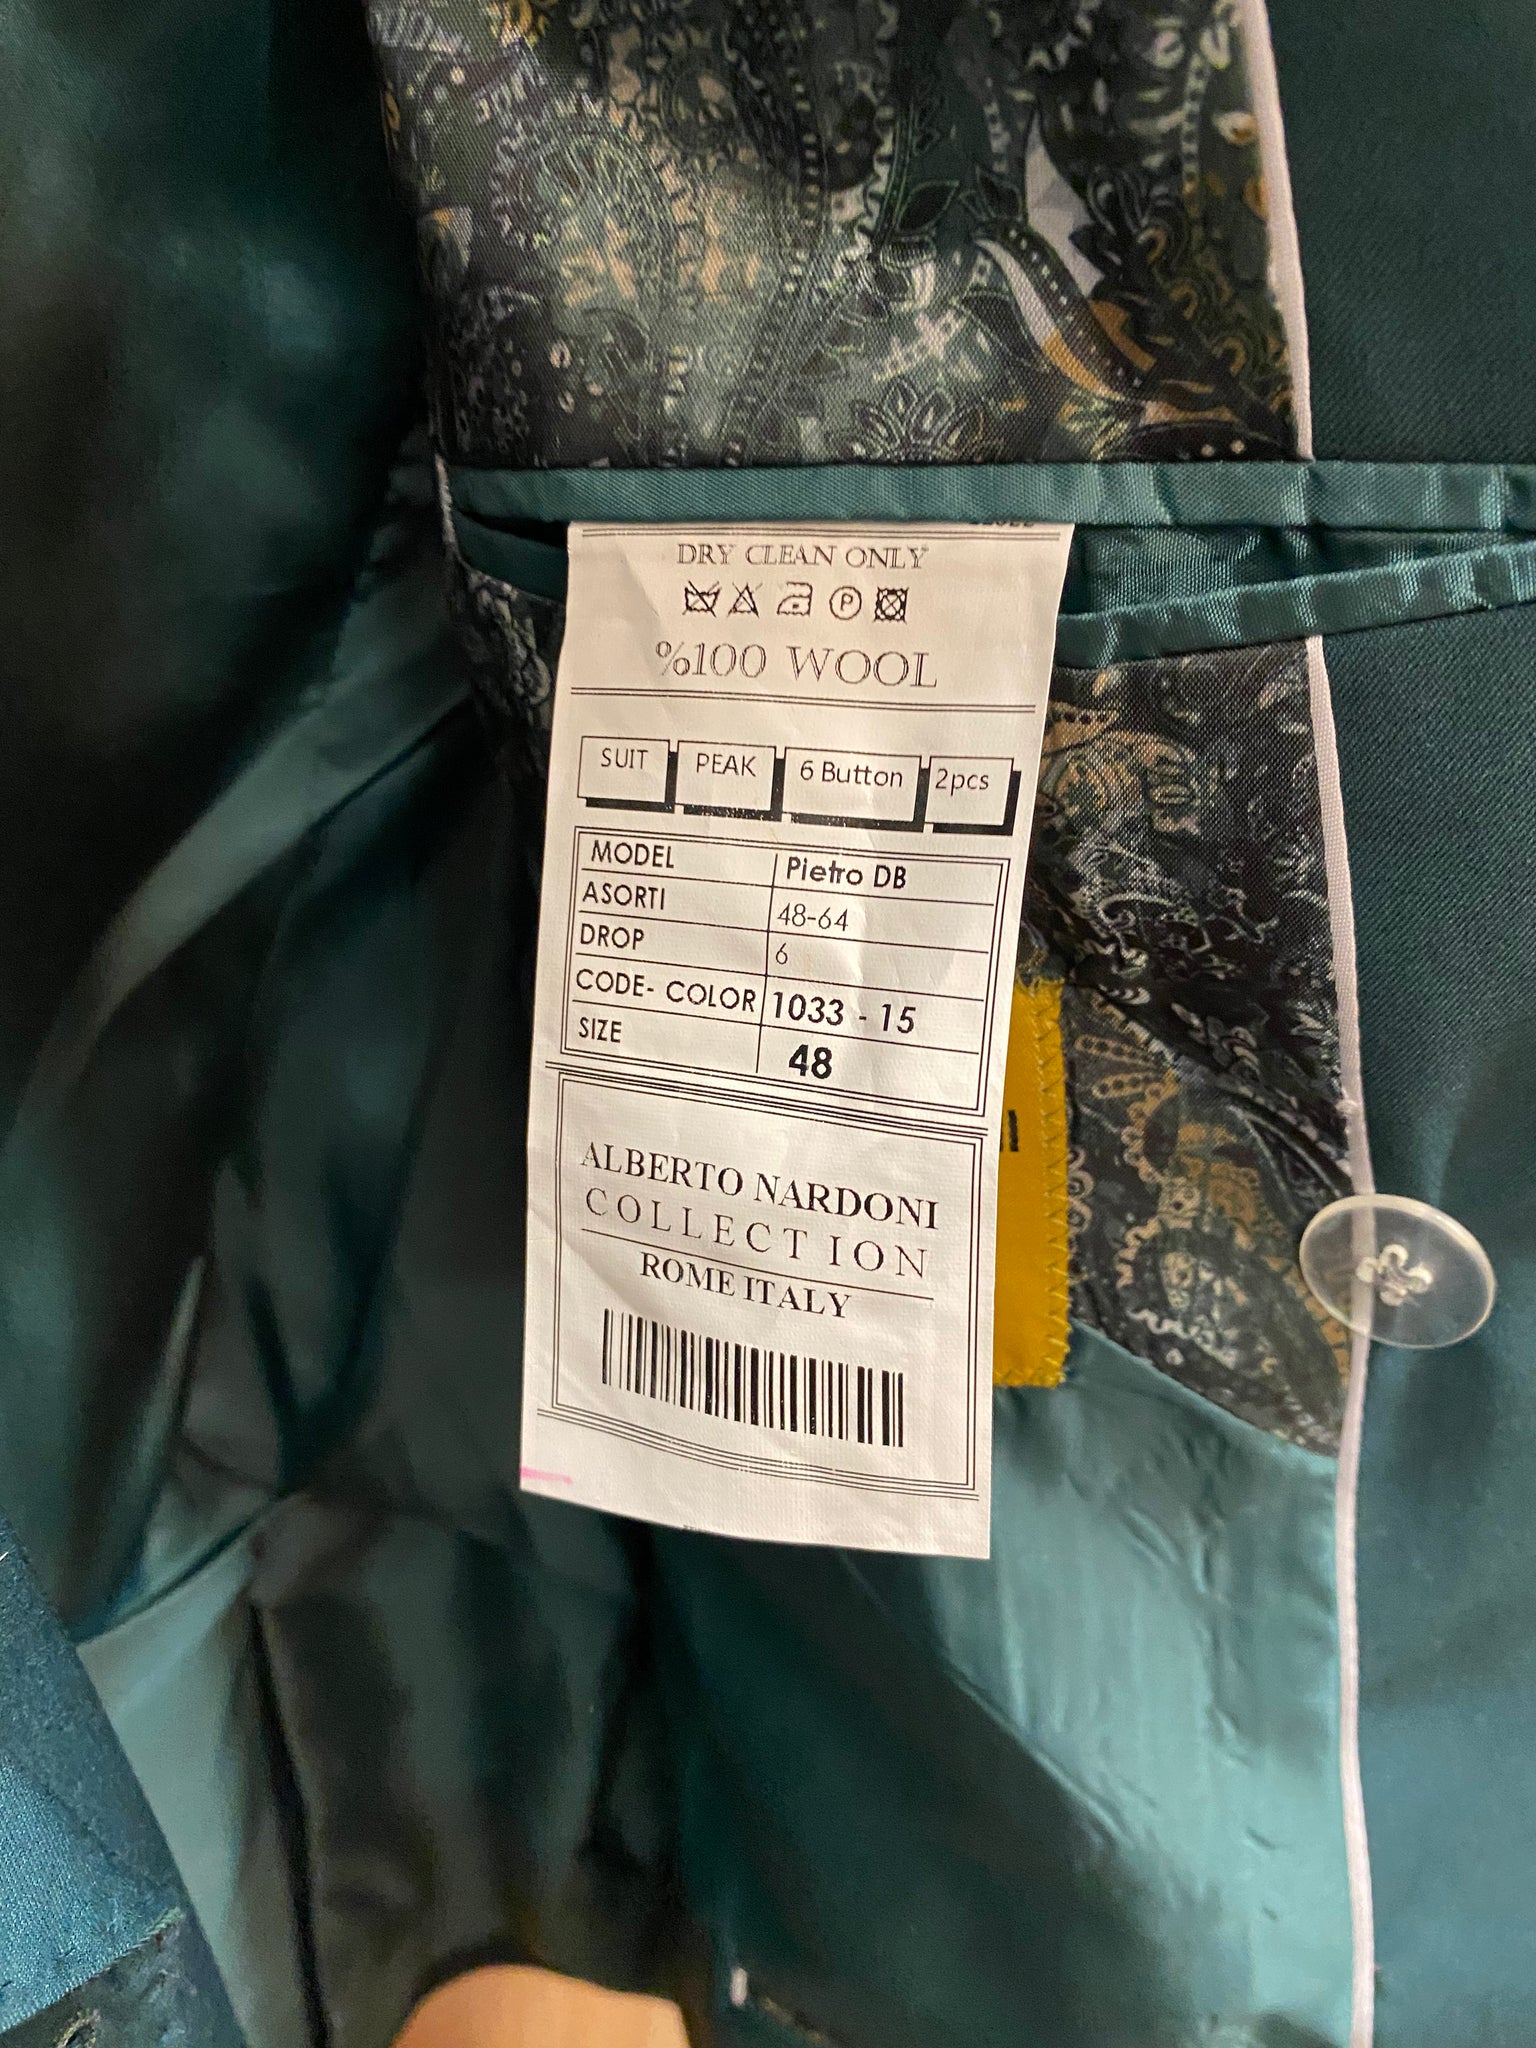 DRY CLEAN ONLY
P
%100 WOOL
SUIT PEAK 6 Button 2pcs
MODEL Pietro DB
ASORTI 48-64
DROP 6
CODE- COLOR 1033 - 15
SIZE 48
ALBERTO NARDONI
COLLECTION
ROME ITALY